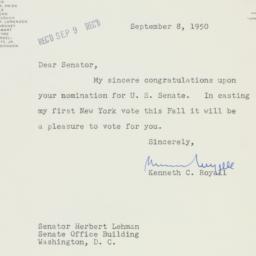 September 8, 1950
REC'D SEP 9 REC'D
Dear Senator,
My sincere congratulations upon
your nomination for U. S. Senate. In casting
my first New York vote this Fall it will be
a pleasure to vote for you.
Sincerely,
Kenneth C. Royall
Senator Herbert Lehman
Senate Office Building
Washington, D. C.